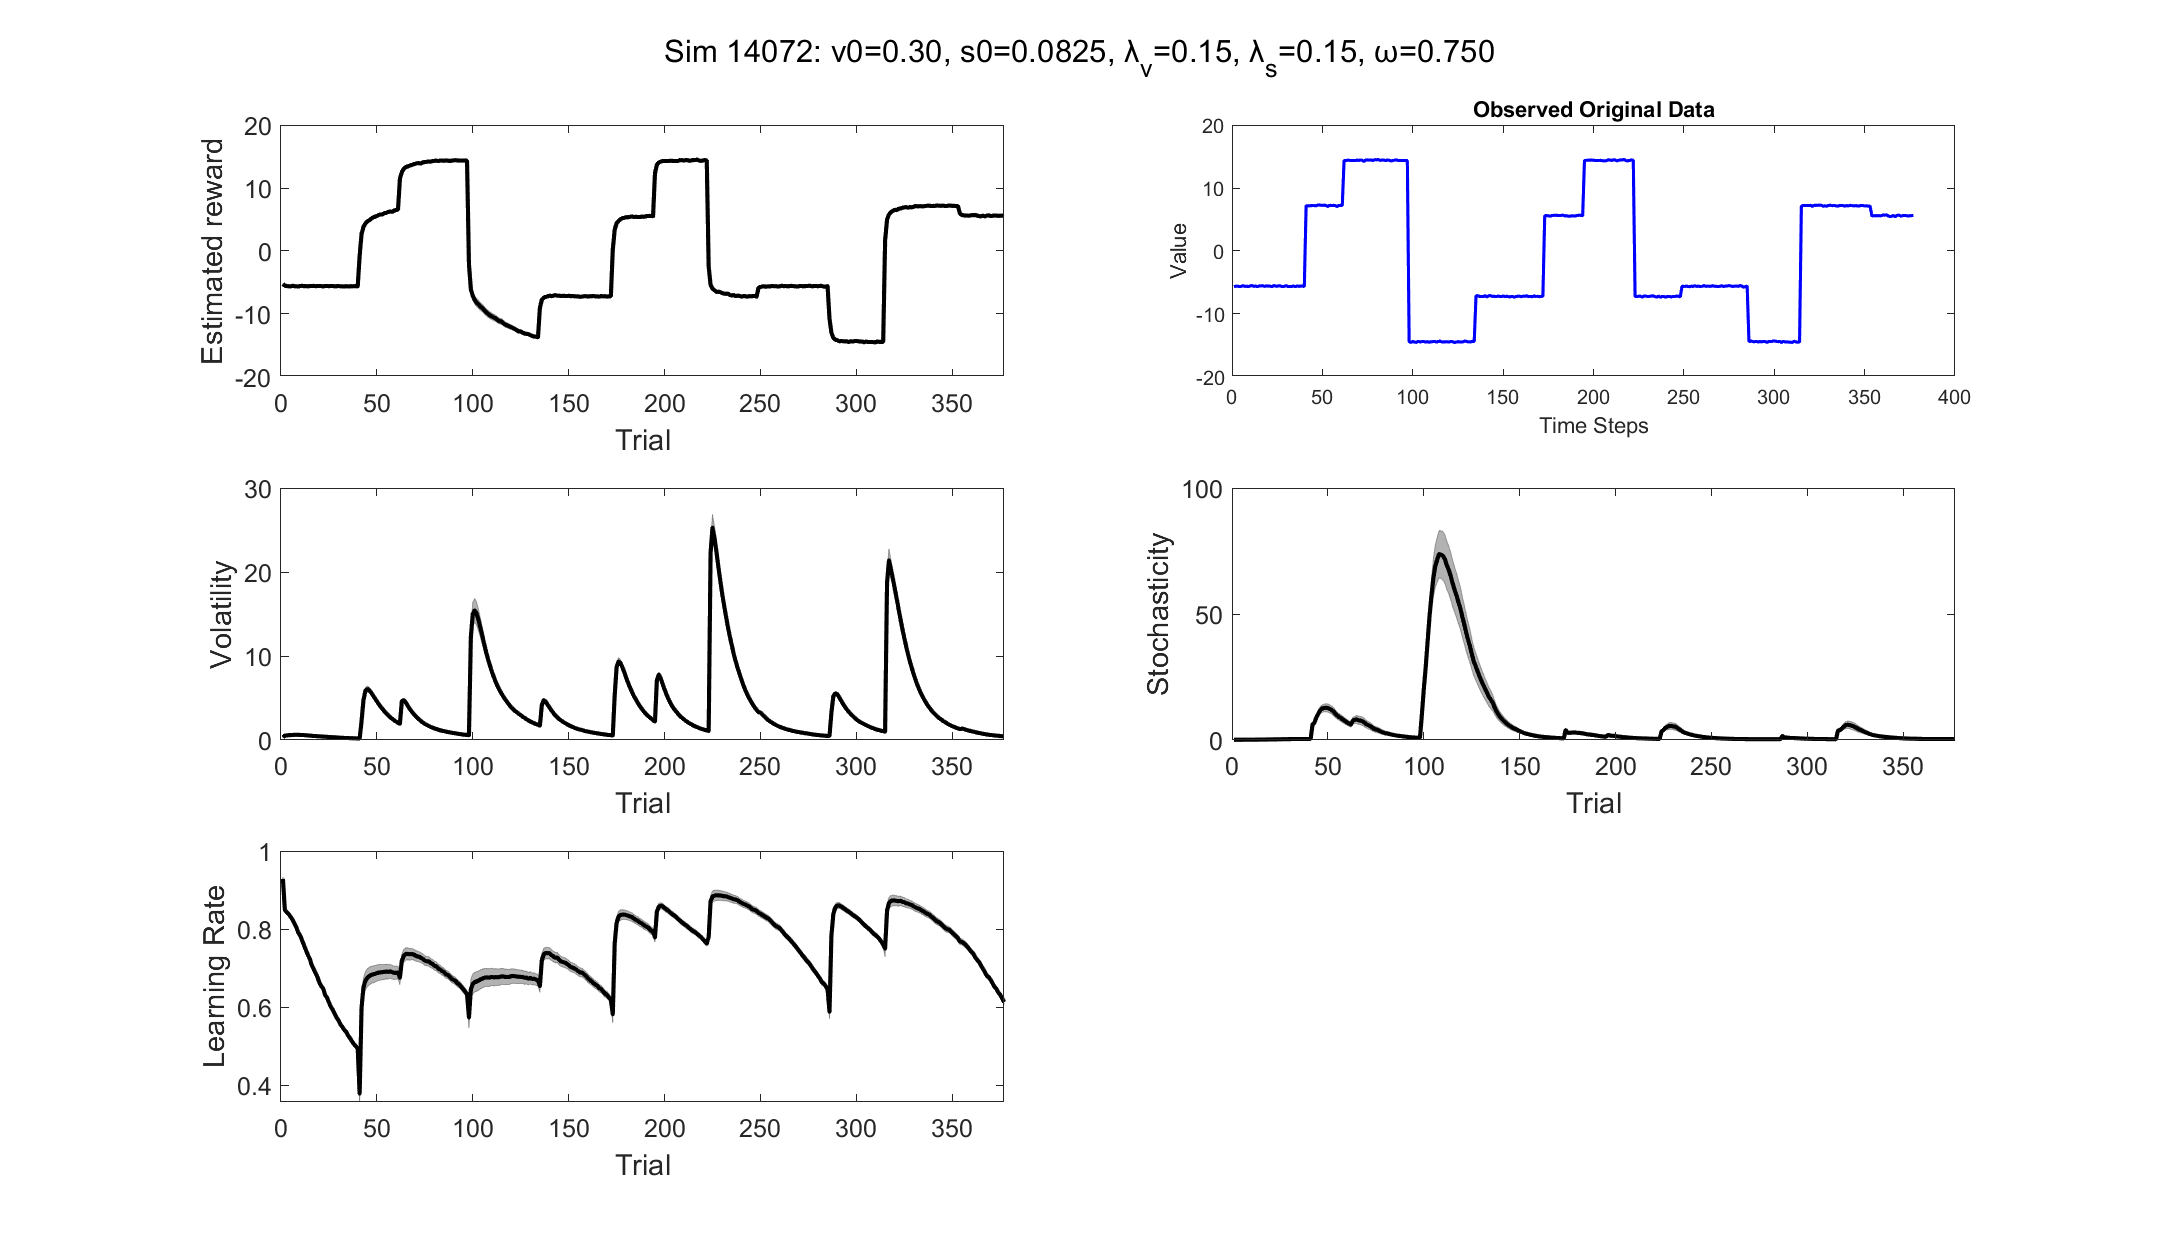 Sim 14072: v0=0.30, s0=0.0825, λ_v=0.15, λ_s=0.15, ω=0.750
Estimated reward
20
10
0
-10
-20
0 50 100 150 200 250 300 350
Trial
Observed Original Data
Value
20
10
0
-10
-20
0 50 100 150 200 250 300 350 400
Time Steps
Volatility
30
20
10
0
0 50 100 150 200 250 300 350
Trial
Stochasticity
100
50
0
0 50 100 150 200 250 300 350
Trial
Learning Rate
1
0.8
0.6
0.4
0 50 100 150 200 250 300 350
Trial